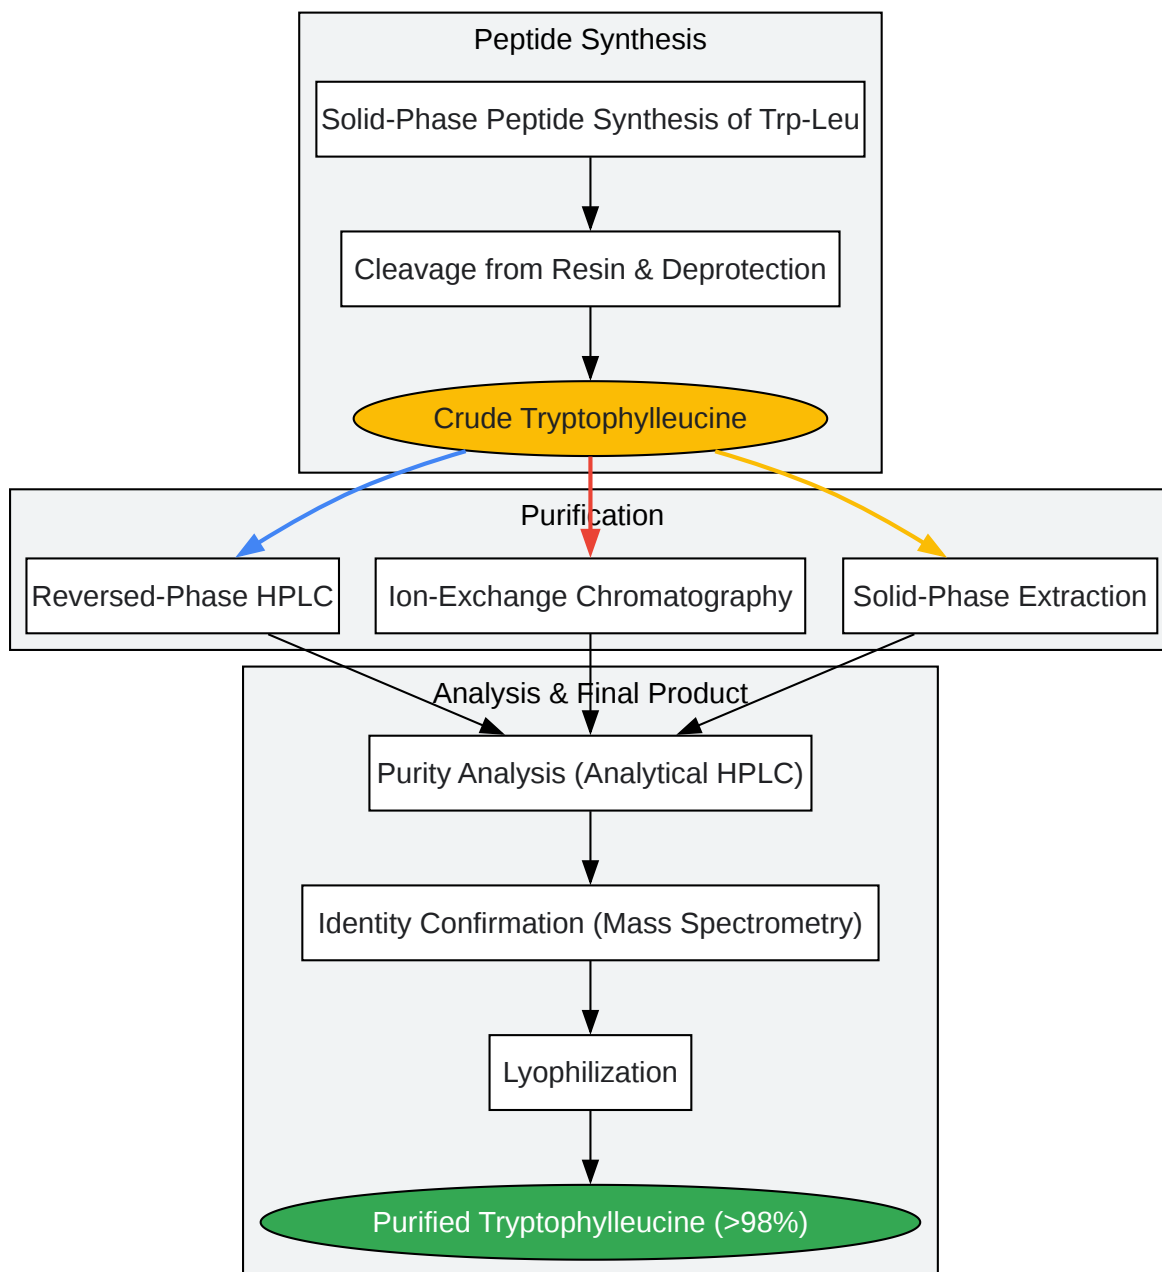 Peptide Synthesis
Solid-Phase Peptide Synthesis of Trp-Leu
Cleavage from Resin & Deprotection
Crude Tryptophylleucine
Purification
Reversed-Phase HPLC
Ion-Exchange Chromatography
Solid-Phase Extraction
Analysis & Final Product
Purity Analysis (Analytical HPLC)
Identity Confirmation (Mass Spectrometry)
Lyophilization
Purified Tryptophylleucine (>98%)